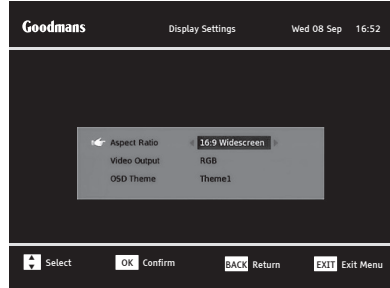 Goodmans Display Settings Wed 08 Sep 16:52
Aspect Ratio 16:9 Widescreen
Video Output RGB
OSD Theme Theme1
Select OK Confirm BACK Return EXIT Exit Menu